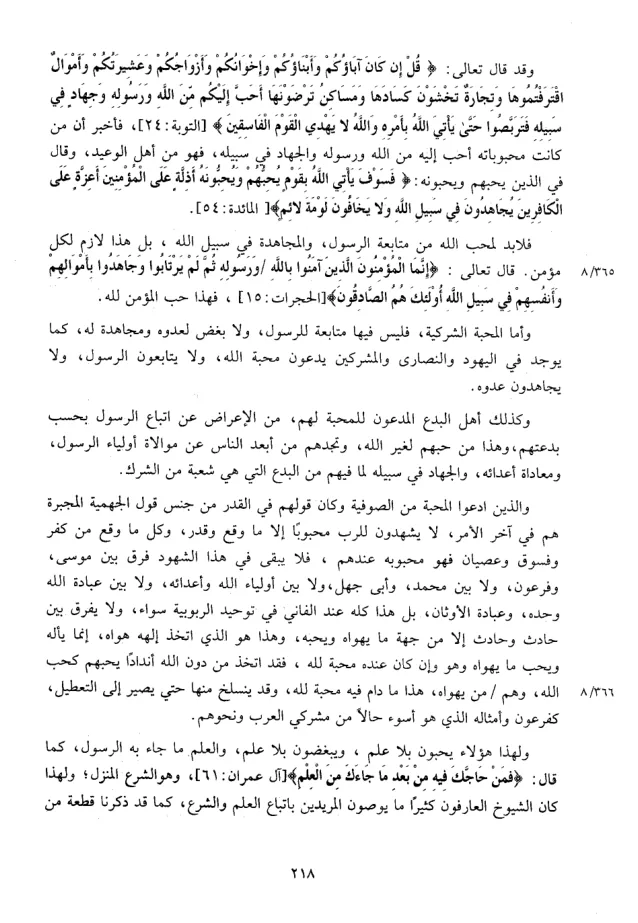 وقد قال تعالى: ﴿ قُلْ إِن كَانَ آبَاؤُكُمْ وَأَبْنَاؤُكُمْ وَإِخْوَانُكُمْ وَأَزْوَاجُكُمْ وَعَشِيرَتُكُمْ وَأَمْوَالٌ
اقْتَرَفْتُمُوهَا وَتِجَارَةٌ تَخْشَوْنَ كَسَادَهَا وَمَسَاكِنُ تَرْضَوْنَهَا أَحَبَّ إِلَيْكُم مِّنَ اللَّهِ وَرَسُولِهِ وَجِهَادٍ فِي
سَبِيلِهِ فَتَرَبَّصُوا حَتَّىٰ يَأْتِيَ اللَّهُ بِأَمْرِهِ وَاللَّهُ لا يَهْدِي الْقَوْمَ الْفَاسِقِينَ ﴾ [التوبة:٢٤]، فأخبر أن من
كانت محبوباته أحب إليه من الله ورسوله والجهاد في سبيله، فهو من أهل الوعيد، وقال
في الذين يحبهم ويحبونه: ﴿ فَسَوْفَ يَأْتِي اللَّهُ بِقَوْمٍ يُحِبُّهُمْ وَيُحِبُّونَهُ أَذِلَّةٍ عَلَى الْمُؤْمِنِينَ أَعِزَّةٍ عَلَى
الْكَافِرِينَ يُجَاهِدُونَ فِي سَبِيلِ اللَّهِ وَلا يَخَافُونَ لَوْمَةَ لائِمٍ﴾[ المائدة:٥٤].
فلابد لمحب الله من متابعة الرسول، والمجاهدة في سبيل الله ، بل هذا لازم لكل
مؤمن. قال تعالى : ﴿إِنَّمَا الْمُؤْمِنُونَ الَّذِينَ آمَنُوا بِاللَّهِ /وَرَسُولِهِ ثُمَّ لَمْ يَرْتَابُوا وَجَاهَدُوا بِأَمْوَالِهِمْ ٨/٣٦٥
وَأَنفُسِهِمْ فِي سَبِيلِ اللَّهِ أُولَئِكَ هُمُ الصَّادِقُونَ﴾[الحجرات:١٥] ، فهذا حب المؤمن لله.
وأما المحبة الشركية، فليس فيها متابعة للرسول، ولا بغض لعدوه ومجاهدة له، كما
يوجد في اليهود والنصارى والمشركين يدعون محبة الله، ولا يتابعون الرسول، ولا
يجاهدون عدوه.
وكذلك أهل البدع المدعون للمحبة لهم، من الإعراض عن اتباع الرسول بحسب
بدعتهم،وهذا من حبهم لغير الله، وتجدهم من أبعد الناس عن موالاة أولياء الرسول،
ومعاداة أعدائه، والجهاد في سبيله لما فيهم من البدع التي هي شعبة من الشرك.
والذين ادعوا المحبة من الصوفية وكان قولهم في القدر من جنس قول الجهمية المجبرة
هم في آخر الأمر، لا يشهدون للرب محبوبًا إلا ما وقع وقدر، وكل ما وقع من كفر
وفسوق وعصيان فهو محبوبه عندهم ، فلا يبقى في هذا الشهود فرق بين موسى،
وفرعون، ولا بين محمد، وأبى جهل،ولا بين أولياء الله وأعدائه، ولا بين عبادة الله
وحده، وعبادة الأوثان، بل هذا كله عند الفاني في توحيد الربوبية سواء، ولا يفرق بين
حادث وحادث إلا من جهة ما يهواه ويحبه، وهذا هو الذي اتخذ إلهه هواه، إنما يأله
ويحب ما يهواه وهو وإن كان عنده محبة لله ، فقد اتخذ من دون الله أندادًا يحبهم كحب
الله، وهم / من يهواه، هذا ما دام فيه محبة لله، وقد ينسلخ منها حتي يصير إلى التعطيل، ٨/٣٦٦
كفرعون وأمثاله الذي هو أسوء حالاً من مشركي العرب ونحوهم.
ولهذا هؤلاء يحبون بلا علم ، ويبغضون بلا علم، والعلم ما جاء به الرسول، كما
قال: ﴿فَمَنْ حَاجَّكَ فِيهِ مِنْ بَعْدِ مَا جَاءَكَ مِنَ الْعِلْمِ﴾[آل عمران:٦١]، وهوالشرع المنزل؛ ولهذا
كان الشيوخ العارفون كثيرًا ما يوصون المريدين باتباع العلم والشرع، كما قد ذكرنا قطعة من
٢١٨